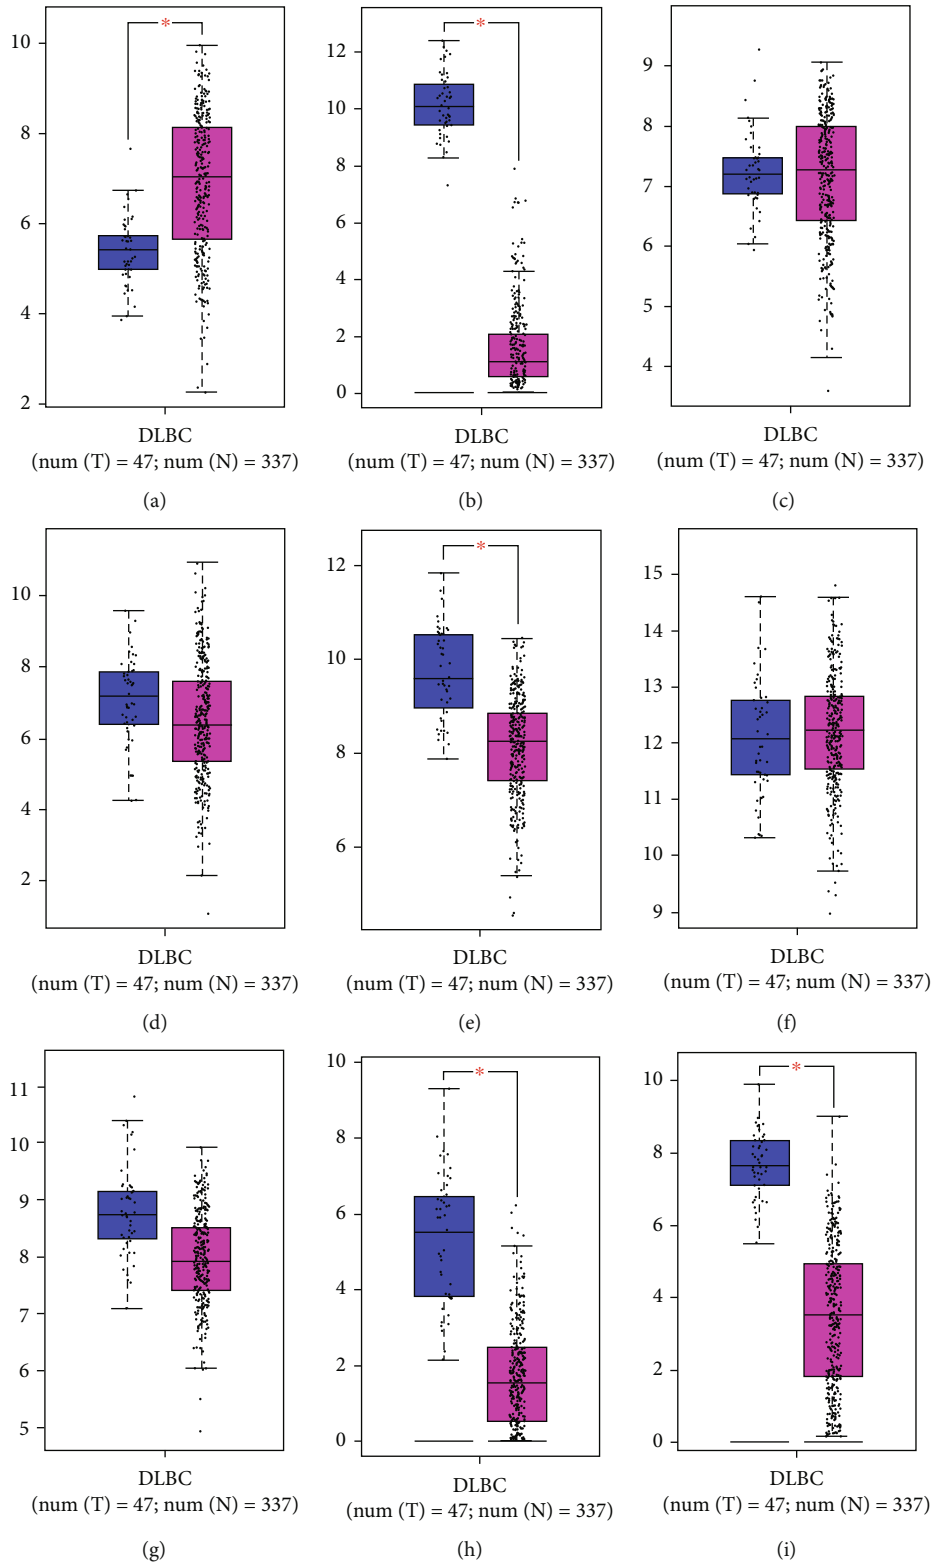 *
10
8
6
4
2
DLBC
(num (T) = 47; num (N) = 337)
(a)
*
12
10
8
6
4
2
0
DLBC
(num (T) = 47; num (N) = 337)
(b)
9
8
7
6
5
4
DLBC
(num (T) = 47; num (N) = 337)
(c)
10
8
6
4
2
DLBC
(num (T) = 47; num (N) = 337)
(d)
*
12
10
8
6
DLBC
(num (T) = 47; num (N) = 337)
(e)
15
14
13
12
11
10
9
DLBC
(num (T) = 47; num (N) = 337)
(f)
11
10
9
8
7
6
5
DLBC
(num (T) = 47; num (N) = 337)
(g)
*
10
8
6
4
2
0
DLBC
(num (T) = 47; num (N) = 337)
(h)
*
10
8
6
4
2
0
DLBC
(num (T) = 47; num (N) = 337)
(i)